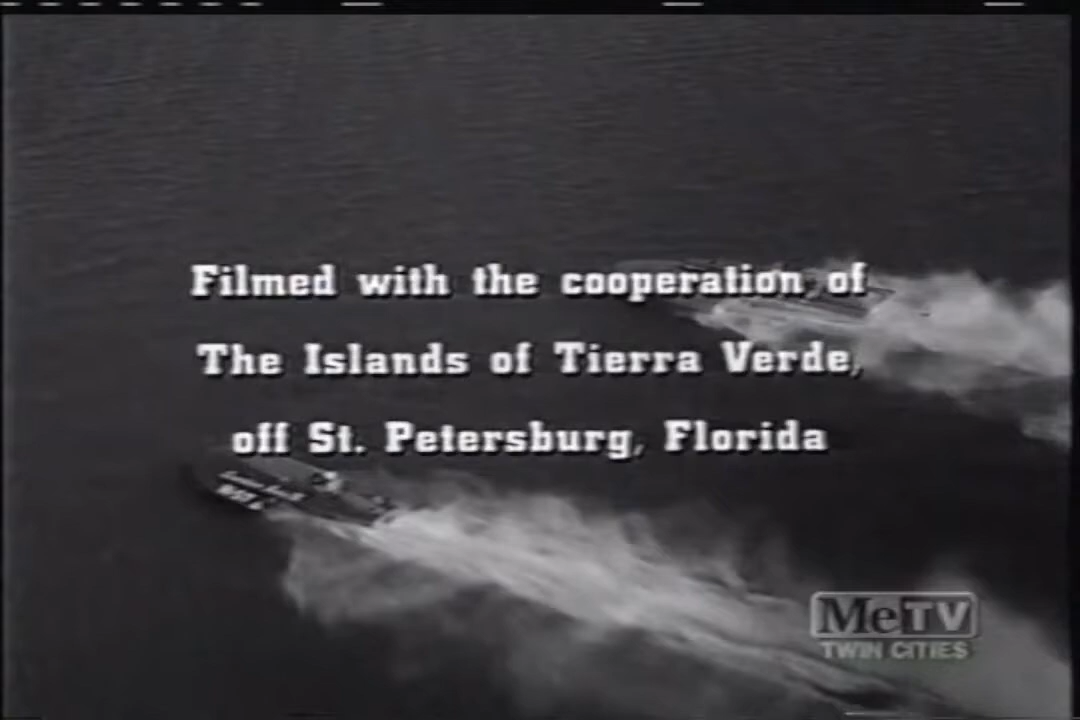 Filmed with the cooperation of
The Islands of Tierra Verde,
off St. Petersburg, Florida
MeTV
TWIN CITIES